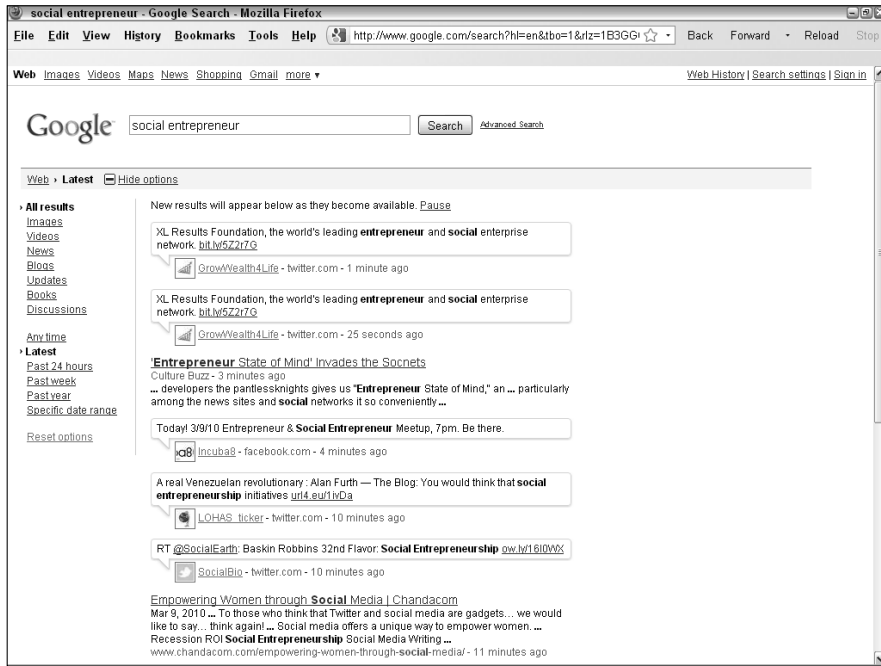 social entrepreneur - Google Search - Mozilla Firefox
File Edit View History Bookmarks Tools Help http://www.google.com/search?hl=en&tbo=1&rlz=1B3GG Back Forward Reload Stop
Web Images Videos Maps News Shopping Gmail more ▾ Web History | Search settings | Sign in
Google social entrepreneur Search Advanced Search
Web › Latest Hide options
› All results
Images
Videos
News
Blogs
Updates
Books
Discussions
Any time
› Latest
Past 24 hours
Past week
Past year
Specific date range
Reset options
New results will appear below as they become available. Pause
XL Results Foundation, the world's leading entrepreneur and social enterprise
network. bit.ly/5Z2r7G
GrowWealth4Life - twitter.com - 1 minute ago
XL Results Foundation, the world's leading entrepreneur and social enterprise
network. bit.ly/5Z2r7G
GrowWealth4Life - twitter.com - 25 seconds ago
'Entrepreneur State of Mind' Invades the Socnets
Culture Buzz - 3 minutes ago
... developers the pantlessknights gives us "Entrepreneur State of Mind," an ... particularly
among the news sites and social networks it so conveniently ...
Today! 3/9/10 Entrepreneur & Social Entrepreneur Meetup, 7pm. Be there.
a8 Incuba8 - facebook.com - 4 minutes ago
A real Venezuelan revolutionary : Alan Furth — The Blog: You would think that social
entrepreneurship initiatives url4.eu/1ivDa
LOHAS_ticker - twitter.com - 10 minutes ago
RT @SocialEarth: Baskin Robbins 32nd Flavor: Social Entrepreneurship ow.ly/16I0WX
SocialBio - twitter.com - 10 minutes ago
Empowering Women through Social Media | Chandacom
Mar 9, 2010 ... To those who think that Twitter and social media are gadgets... we would
like to say... think again! ... Social media offers a unique way to empower women. ...
Recession ROI Social Entrepreneurship Social Media Writing ...
www.chandacom.com/empowering-women-through-social-media/ - 11 minutes ago